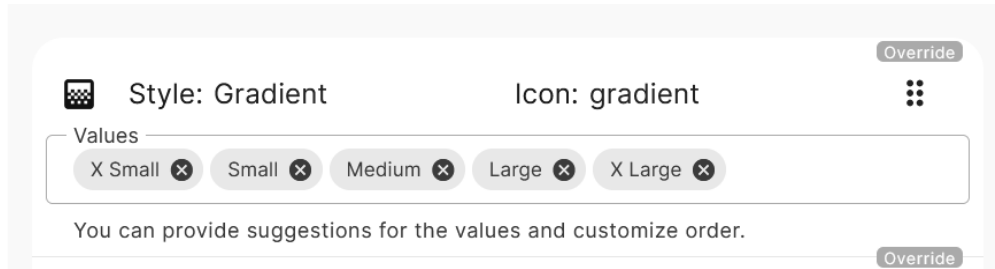 Override
Style: Gradient Icon: gradient
Values
X Small Small Medium Large X Large
You can provide suggestions for the values and customize order.
Override